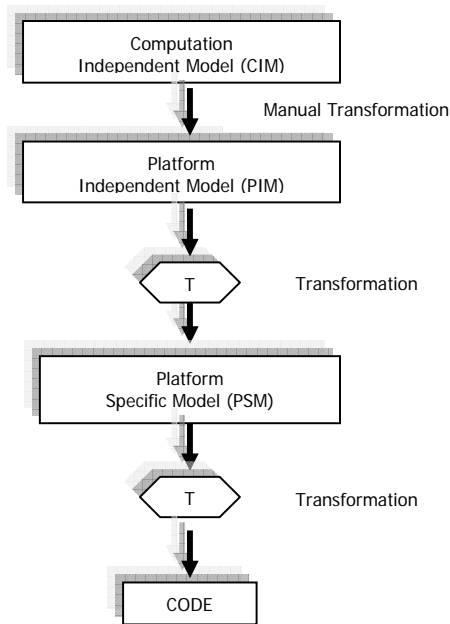 Computation
Independent Model (CIM)
Manual Transformation
Platform
Independent Model (PIM)
T
Transformation
Platform
Specific Model (PSM)
T
Transformation
CODE